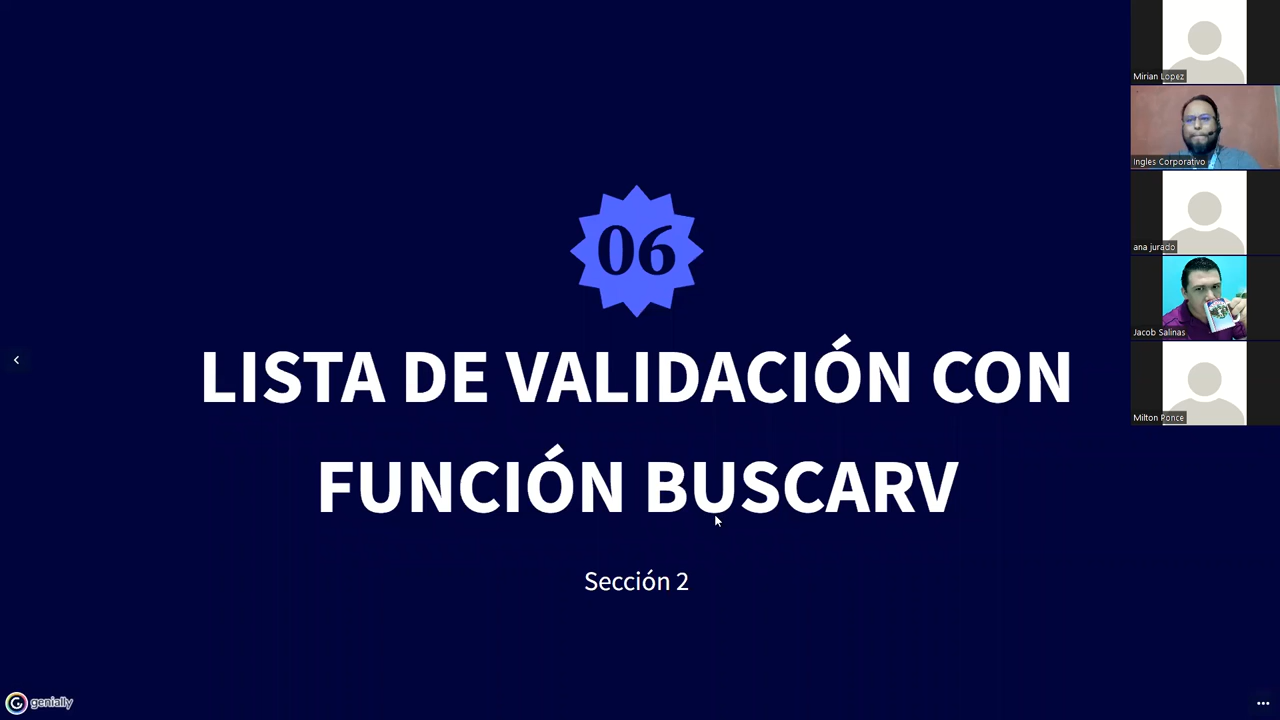 06
LISTA DE VALIDACIÓN CON
FUNCIÓN BUSCARV
Sección 2
genially
Mirian Lopez
Ingles Corporativo
ana jurado
Jacob Salinas
Milton Ponce